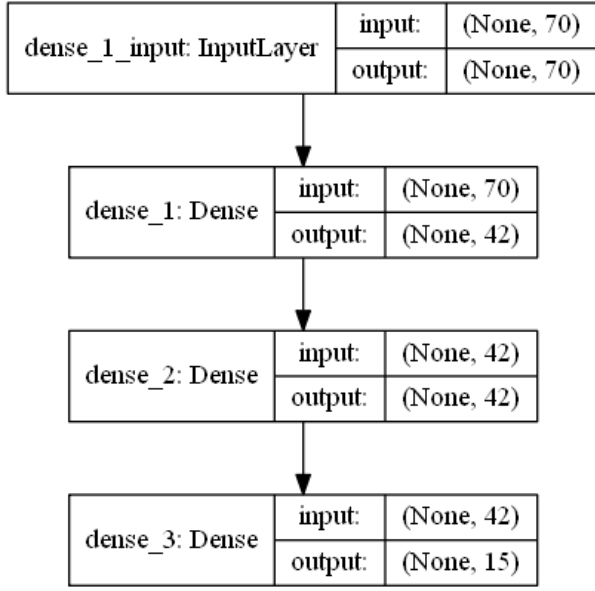 dense_1_input: InputLayer
input: (None, 70)
output: (None, 70)
dense_1: Dense
input: (None, 70)
output: (None, 42)
dense_2: Dense
input: (None, 42)
output: (None, 42)
dense_3: Dense
input: (None, 42)
output: (None, 15)